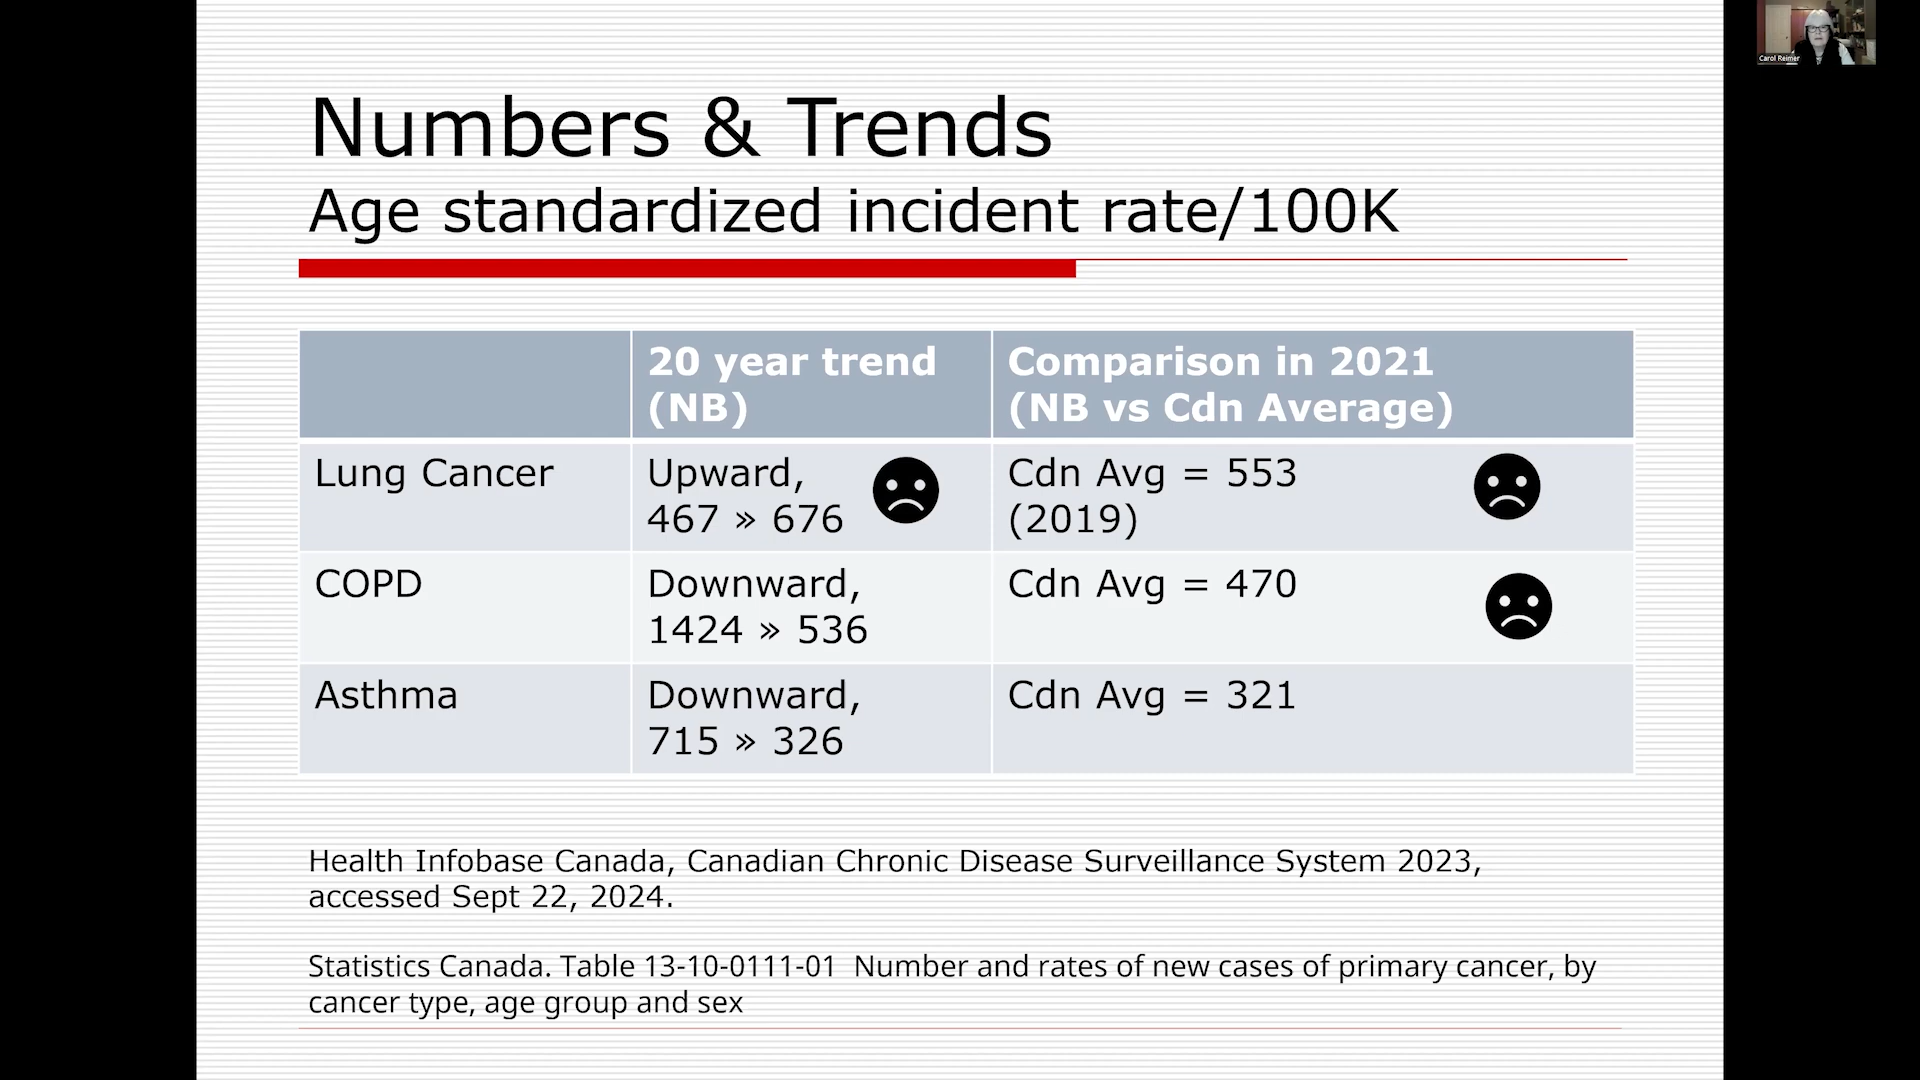 Carol Reimer
Numbers & Trends
Age standardized incident rate/100K
20 year trend
(NB)
Comparison in 2021
(NB vs Cdn Average)
Lung Cancer
Upward,
467 » 676
Cdn Avg = 553
(2019)
COPD
Downward,
1424 » 536
Cdn Avg = 470
Asthma
Downward,
715 » 326
Cdn Avg = 321
Health Infobase Canada, Canadian Chronic Disease Surveillance System 2023,
accessed Sept 22, 2024.
Statistics Canada. Table 13-10-0111-01  Number and rates of new cases of primary cancer, by
cancer type, age group and sex